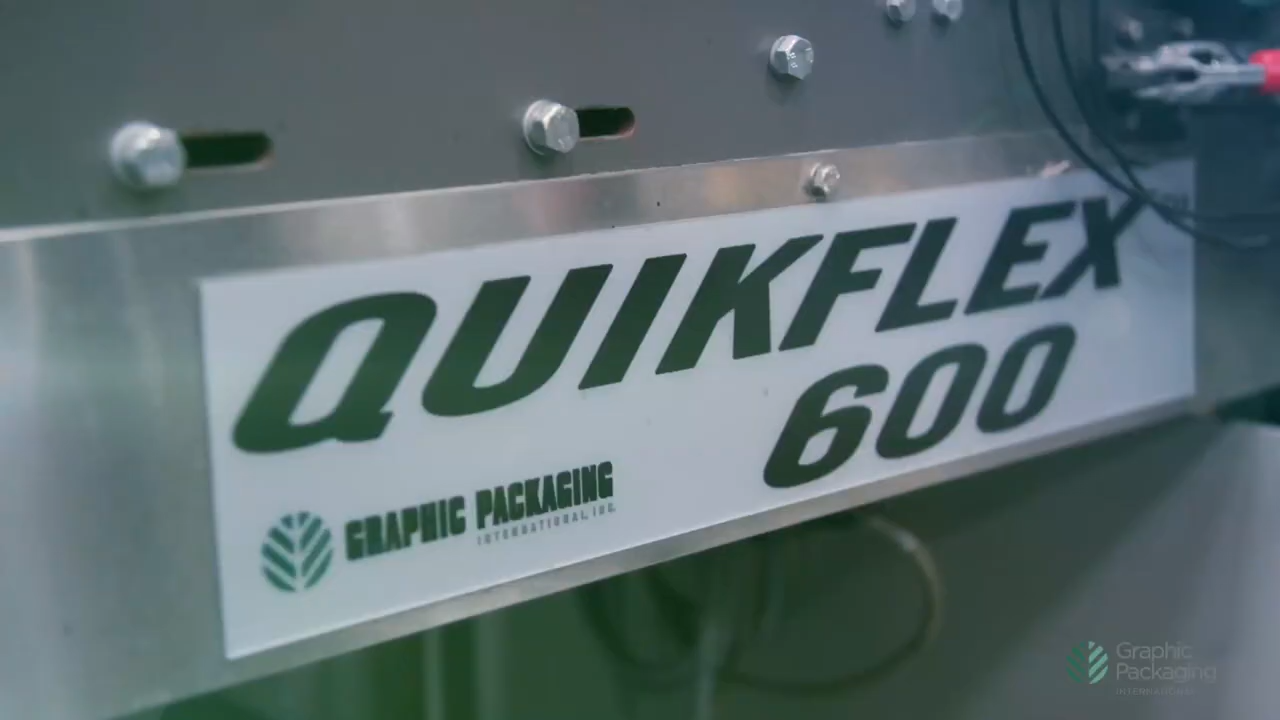 QUIKFLEX
600
GRAPHIC PACKAGING
INTERNATIONAL, INC.
Graphic
Packaging
INTERNATIONAL